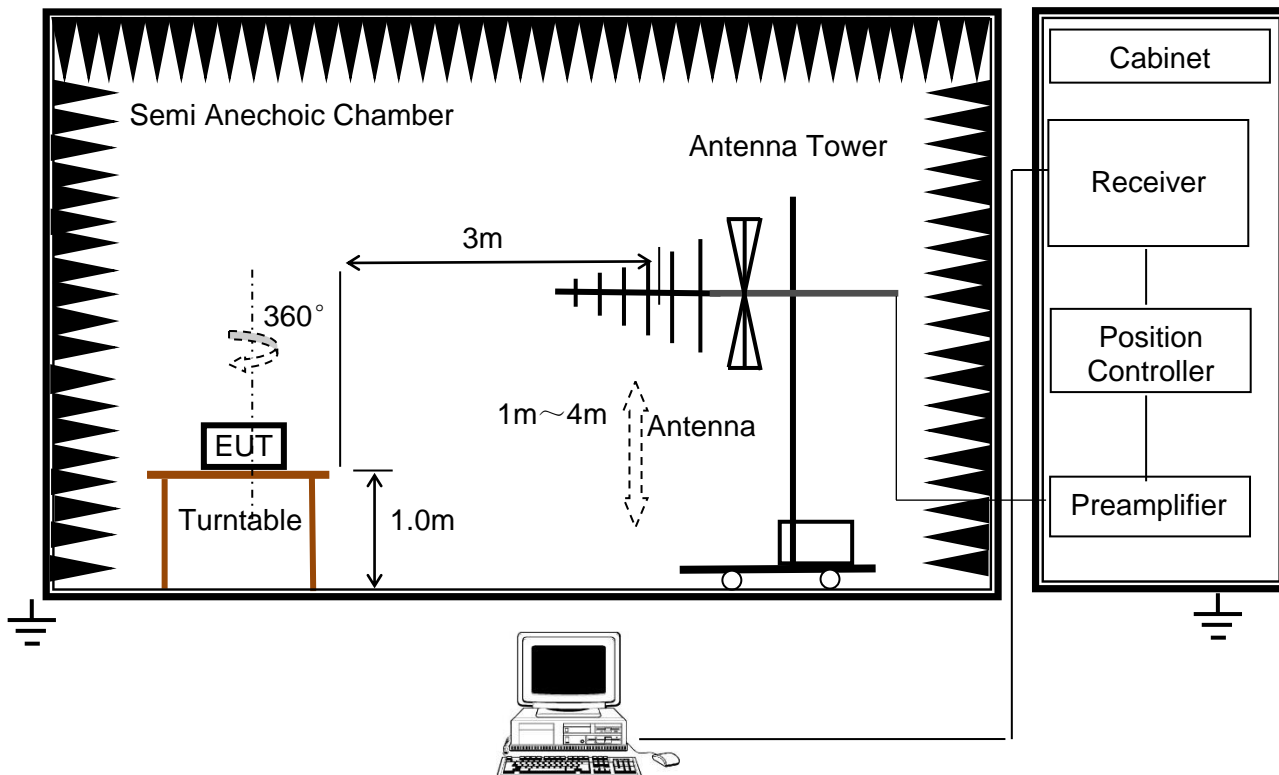 Cabinet
Semi Anechoic Chamber
Antenna Tower
Receiver
3m
360°
Position
Controller
1m～4m
Antenna
EUT
Turntable
1.0m
Preamplifier